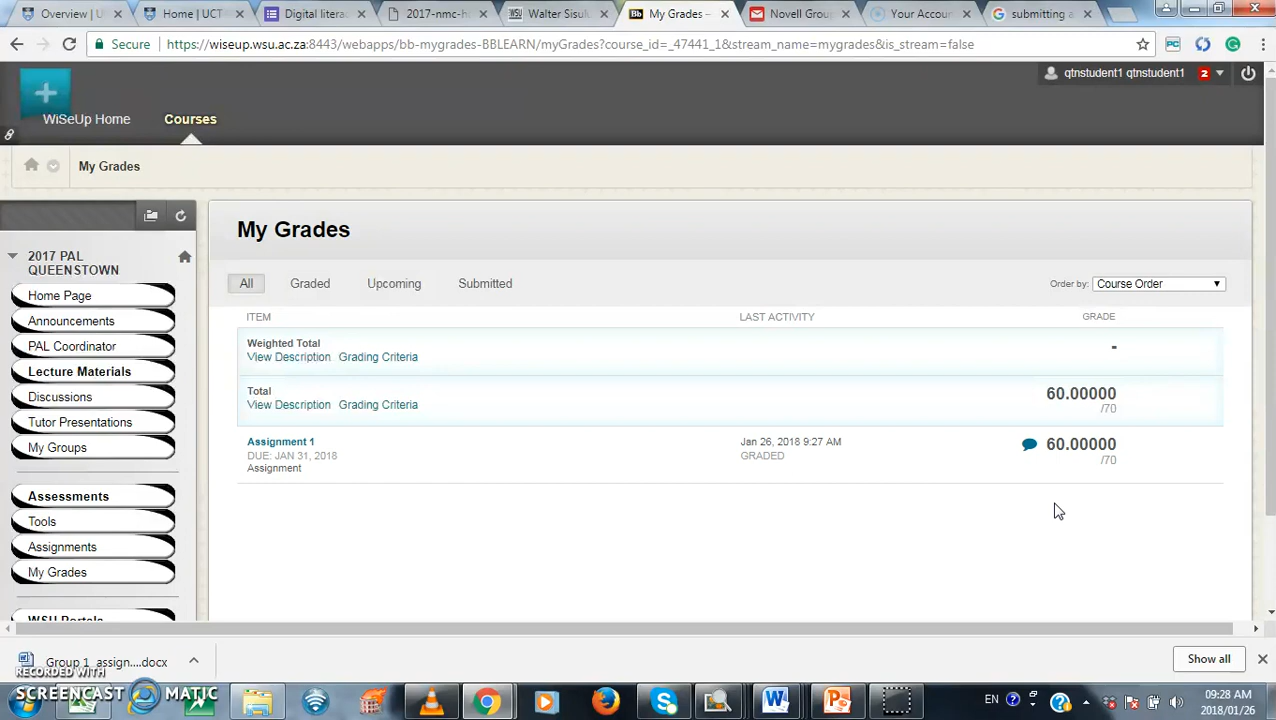 Overview | U
Home | UCT
Digital litera
2017-nmc-h
Walter Sisul
My Grades –
Novell Grou
Your Accou
submitting a
Secure https://wiseup.wsu.ac.za:8443/webapps/bb-mygrades-BBLEARN/myGrades?course_id=_47441_1&stream_name=mygrades&is_stream=false
qtnstudent1 qtnstudent1 2
WiSeUp Home Courses
My Grades
2017 PAL
QUEENSTOWN
Home Page
Announcements
PAL Coordinator
Lecture Materials
Discussions
Tutor Presentations
My Groups
Assessments
Tools
Assignments
My Grades
WSU Portals
My Grades
All Graded Upcoming Submitted
Order by: Course Order
ITEM LAST ACTIVITY GRADE
Weighted Total
View Description Grading Criteria -
Total
View Description Grading Criteria
60.00000
/70
Assignment 1 Jan 26, 2018 9:27 AM 60.00000
DUE: JAN 31, 2018 GRADED /70
Assignment
Group 1 assign....docx
Show all
RECORDED WITH
SCREENCAST MATIC
EN
09:28 AM
2018/01/26